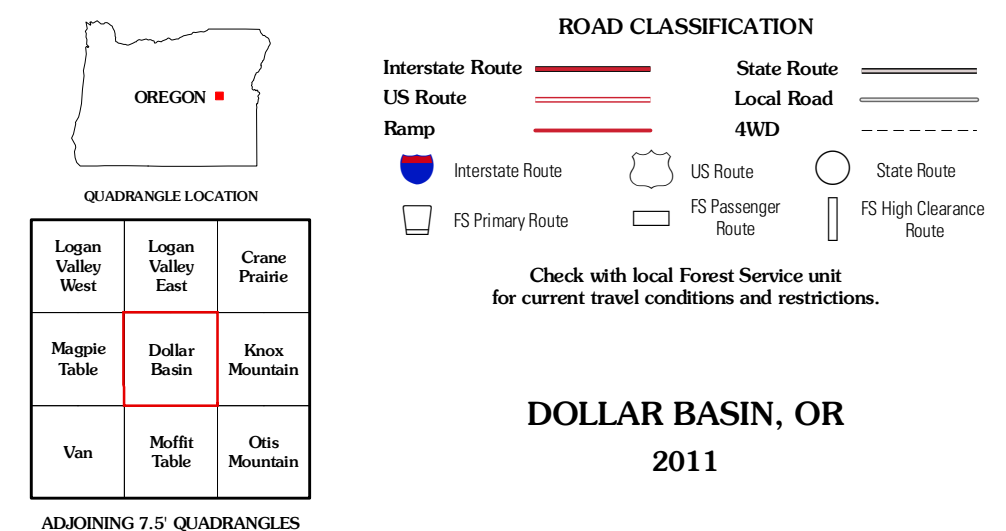 OREGON
QUADRANGLE LOCATION
Logan
Valley
West
Logan
Valley
East
Crane
Prairie
Magpie
Table
Dollar
Basin
Knox
Mountain
Van
Moffit
Table
Otis
Mountain
ADJOINING 7.5' QUADRANGLES
ROAD CLASSIFICATION
Interstate Route
State Route
US Route
Local Road
Ramp
4WD
Interstate Route
US Route
State Route
FS Primary Route
FS Passenger
Route
FS High Clearance
Route
Check with local Forest Service unit
for current travel conditions and restrictions.
DOLLAR BASIN, OR
2011